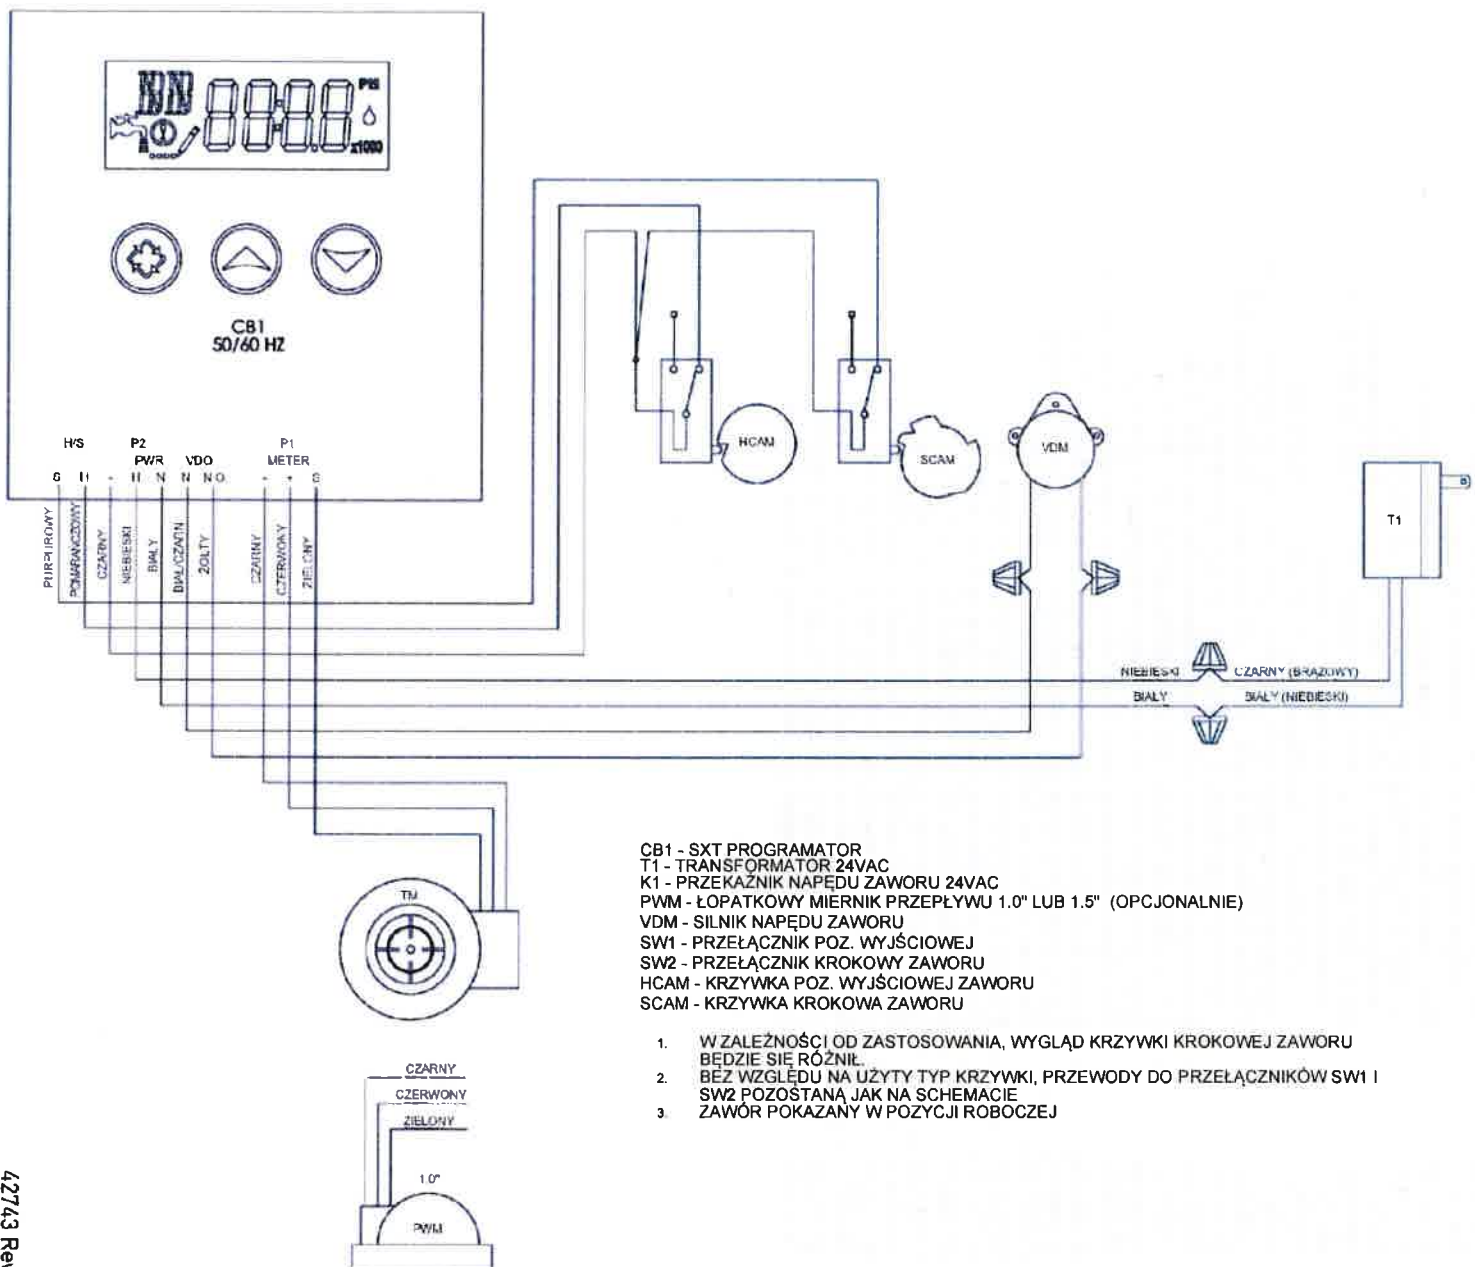 PM
x1000
CB1
50/60 HZ
H/S P2 P1
PWR VDO METER
S H - H N N N O - + S
PURPUROWY
POMARAŃCZOWY
CZARNY
NIEBIESKI
BIAŁY
BIAŁ/CZARN
ŻÓŁTY
CZARNY
CZERWONY
ZIELONY
HCAM
SCAM
VDM
T1
NIEBIESKI CZARNY (BRĄZOWY)
BIAŁY BIAŁY (NIEBIESKI)
TM
CB1 - SXT PROGRAMATOR
T1 - TRANSFORMATOR 24VAC
K1 - PRZEKAŹNIK NAPĘDU ZAWORU 24VAC
PWM - ŁOPATKOWY MIERNIK PRZEPŁYWU 1.0" LUB 1.5" (OPCJONALNIE)
VDM - SILNIK NAPĘDU ZAWORU
SW1 - PRZEŁĄCZNIK POZ. WYJŚCIOWEJ
SW2 - PRZEŁĄCZNIK KROKOWY ZAWORU
HCAM - KRZYWKA POZ. WYJŚCIOWEJ ZAWORU
SCAM - KRZYWKA KROKOWA ZAWORU
1. W ZALEŻNOŚCI OD ZASTOSOWANIA, WYGLĄD KRZYWKI KROKOWEJ ZAWORU
BĘDZIE SIĘ RÓŻNIŁ.
2. BEZ WZGLĘDU NA UŻYTY TYP KRZYWKI, PRZEWODY DO PRZEŁĄCZNIKÓW SW1 I
SW2 POZOSTANĄ JAK NA SCHEMACIE
3. ZAWÓR POKAZANY W POZYCJI ROBOCZEJ
CZARNY
CZERWONY
ZIELONY
1.0"
PWM
42743 Rev